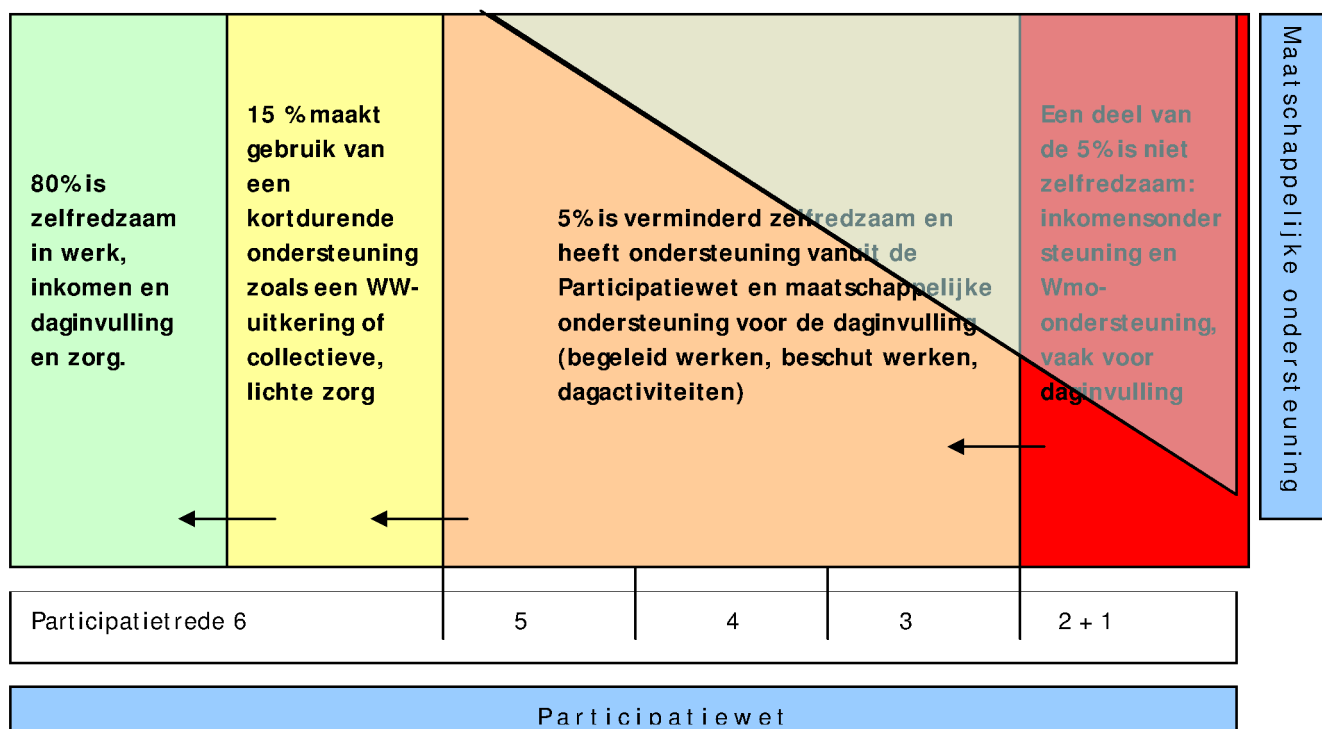 80% is
zelfredzaam
in werk,
inkomen en
daginvulling
en zorg.
15 % maakt
gebruik van
een
kortdurende
ondersteuning
zoals een WW-
uitkering of
collectieve,
lichte zorg
5% is verminderd zelfredzaam en
heeft ondersteuning vanuit de
Participatiewet en maatschappelijke
ondersteuning voor de daginvulling
(begeleid werken, beschut werken,
dagactiviteiten)
Een deel van
de 5% is niet
zelfredzaam:
inkomensonder
steuning en
Wmo-
ondersteuning,
vaak voor
daginvulling
Maatschappelijke ondersteuning
Participatietrede 6
5
4
3
2 + 1
Participatiewet